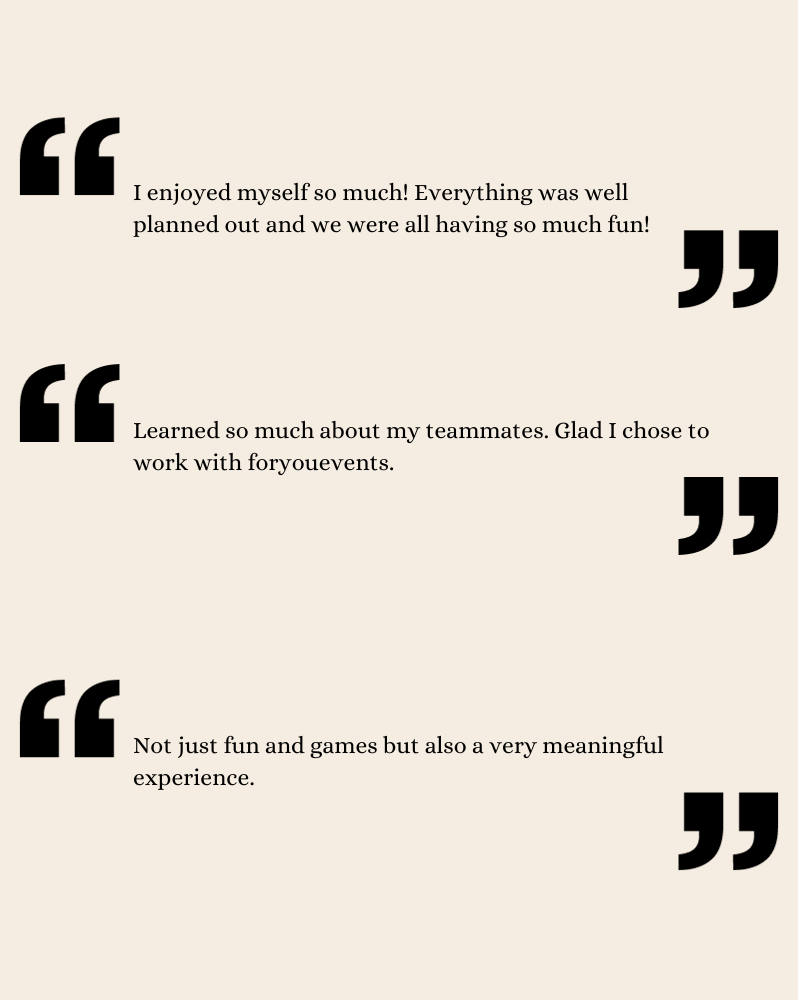 “
I enjoyed myself so much! Everything was well
planned out and we were all having so much fun!
”
“
Learned so much about my teammates. Glad I chose to
work with foryouevents.
”
“
Not just fun and games but also a very meaningful
experience.
”